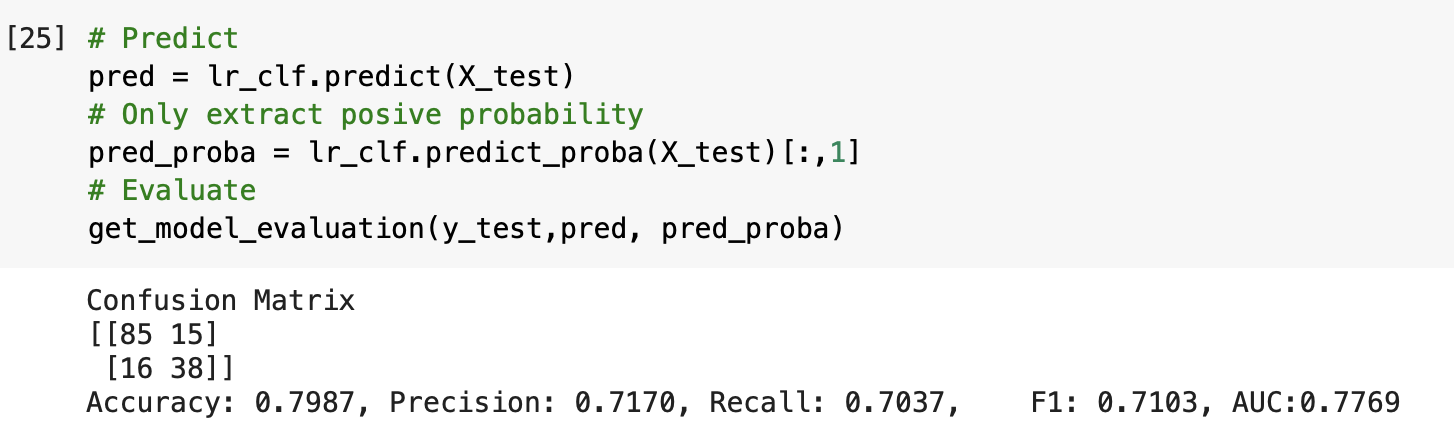 [25] # Predict
pred = lr_clf.predict(X_test)
# Only extract posive probability
pred_proba = lr_clf.predict_proba(X_test)[:,1]
# Evaluate
get_model_evaluation(y_test,pred, pred_proba)
Confusion Matrix
[[85 15]
 [16 38]]
Accuracy: 0.7987, Precision: 0.7170, Recall: 0.7037,    F1: 0.7103, AUC:0.7769